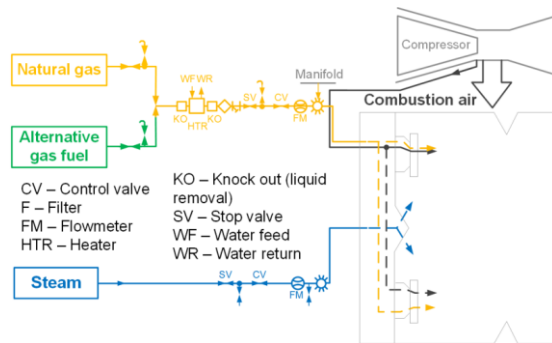 Compressor
Natural gas
WF WR
Manifold
SV
CV
KO
KO
HTR
FM
Combustion air
Alternative
gas fuel
CV – Control valve
F – Filter
FM – Flowmeter
HTR – Heater
KO – Knock out (liquid
removal)
SV – Stop valve
WF – Water feed
WR – Water return
Steam
SV
CV
FM